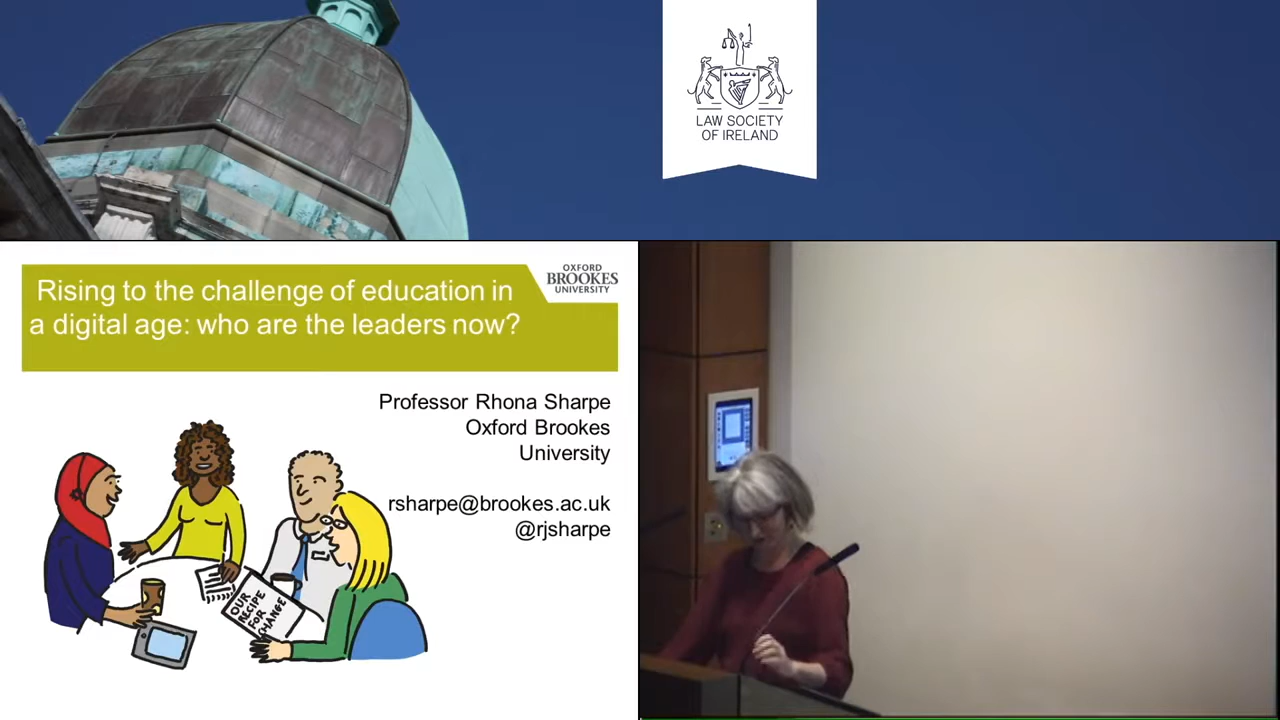 LAW SOCIETY
OF IRELAND
Rising to the challenge of education in
a digital age: who are the leaders now?
OXFORD
BROOKES
UNIVERSITY
Professor Rhona Sharpe
Oxford Brookes
University
rsharpe@brookes.ac.uk
@rjsharpe
OUR
RECIPE
FOR
CHANGE